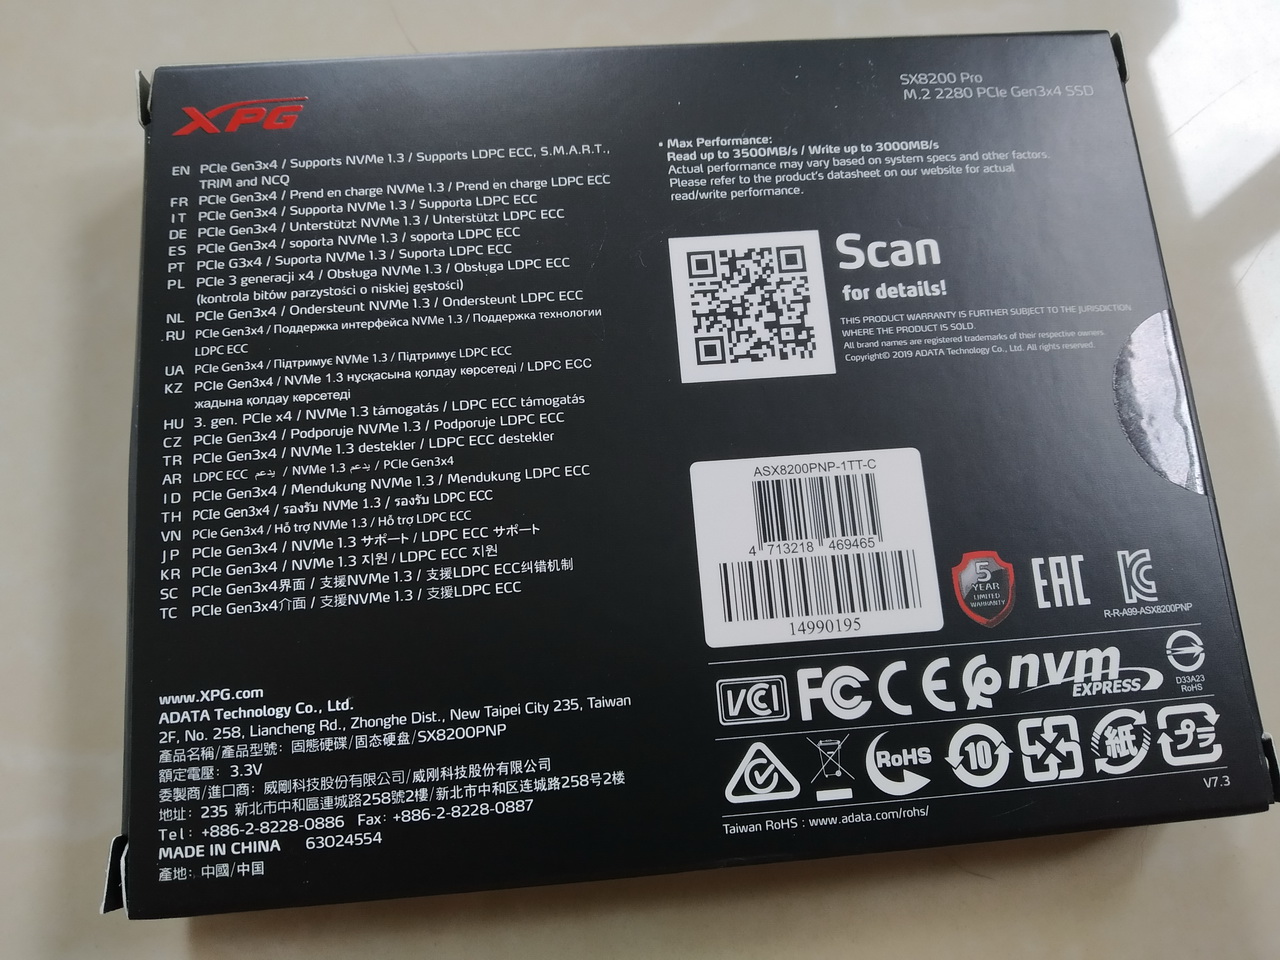 XPG
SX8200 Pro
M.2 2280 PCIe Gen3x4 SSD
EN PCIe Gen3x4 / Supports NVMe 1.3 / Supports LDPC ECC, S.M.A.R.T.,
TRIM and NCQ
FR PCIe Gen3x4 / Prend en charge NVMe 1.3 / Prend en charge LDPC ECC
IT PCIe Gen3x4 / Supporta NVMe 1.3 / Supporta LDPC ECC
DE PCIe Gen3x4 / Unterstützt NVMe 1.3 / Unterstützt LDPC ECC
ES PCIe Gen3x4 / soporta NVMe 1.3 / soporta LDPC ECC
PT PCIe G3x4 / Suporta NVMe 1.3 / Suporta LDPC ECC
PL PCIe 3 generacji x4 / Obsługa NVMe 1.3 / Obsługa LDPC ECC
(kontrola bitów parzystości o niskiej gęstości)
NL PCIe Gen3x4 / Ondersteunt NVMe 1.3 / Ondersteunt LDPC ECC
RU PCIe Gen3x4 / Поддержка интерфейса NVMe 1.3 / Поддержка технологии
LDPC ECC
UA PCIe Gen3x4 / Підтримує NVMe 1.3 / Підтримує LDPC ECC
KZ PCIe Gen3x4 / NVMe 1.3 нұсқасына қолдау көрсетеді / LDPC ECC
жадына қолдау көрсетеді
HU 3. gen. PCIe x4 / NVMe 1.3 támogatás / LDPC ECC támogatás
CZ PCIe Gen3x4 / Podporuje NVMe 1.3 / Podporuje LDPC ECC
TR PCIe Gen3x4 / NVMe 1.3 destekler / LDPC ECC destekler
AR LDPC ECC يدعم / NVMe 1.3 يدعم / PCIe Gen3x4
ID PCIe Gen3x4 / Mendukung NVMe 1.3 / Mendukung LDPC ECC
TH PCIe Gen3x4 / รองรับ NVMe 1.3 / รองรับ LDPC ECC
VN PCIe Gen3x4 / Hỗ trợ NVMe 1.3 / Hỗ trợ LDPC ECC
JP PCIe Gen3x4 / NVMe 1.3 サポート / LDPC ECC サポート
KR PCIe Gen3x4 / NVMe 1.3 지원 / LDPC ECC 지원
SC PCIe Gen3x4界面 / 支援NVMe 1.3 / 支援LDPC ECC纠错机制
TC PCIe Gen3x4介面 / 支援NVMe 1.3 / 支援LDPC ECC
www.XPG.com
ADATA Technology Co., Ltd.
2F, No. 258, Liancheng Rd., Zhonghe Dist., New Taipei City 235, Taiwan
產品名稱/產品型號: 固態硬碟/固态硬盘/SX8200PNP
額定電壓: 3.3V
委製商/進口商: 威剛科技股份有限公司/威刚科技股份有限公司
地址: 235 新北市中和區連城路258號2樓/新北市中和区连城路258号2楼
Tel: +886-2-8228-0886 Fax: +886-2-8228-0887
MADE IN CHINA 63024554
產地: 中國/中国
• Max Performance:
Read up to 3500MB/s / Write up to 3000MB/s
Actual performance may vary based on system specs and other factors.
Please refer to the product's datasheet on our website for actual
read/write performance.
Scan
for details!
THIS PRODUCT WARRANTY IS FURTHER SUBJECT TO THE JURISDICTION
WHERE THE PRODUCT IS SOLD.
All brand names are registered trademarks of their respective owners.
Copyright© 2019 ADATA Technology Co., Ltd. All rights reserved.
ASX8200PNP-1TT-C
4 713218 469465
14990195
5
YEAR
LIMITED
WARRANTY
EAC
KC
R-R-A99-ASX8200PNP
VCI FC CE nvm
EXPRESS
D33A23
RoHS
RoHS 10 紙 プラ
V7.3
Taiwan RoHS : www.adata.com/rohs/